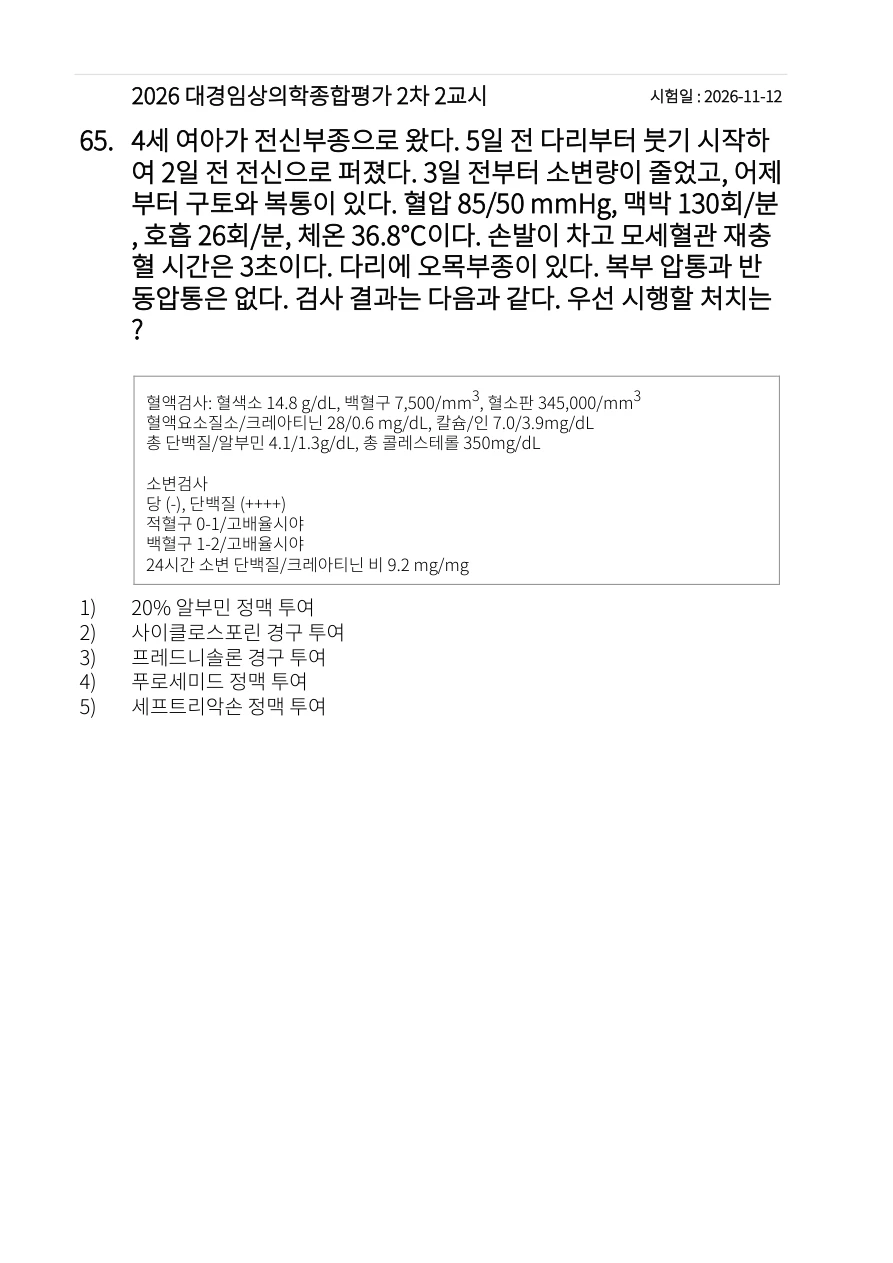 2026 대경임상의학종합평가 2차 2교시
시험일 : 2026-11-12
65. 4세 여아가 전신부종으로 왔다. 5일 전 다리부터 붓기 시작하
여 2일 전 전신으로 퍼졌다. 3일 전부터 소변량이 줄었고, 어제
부터 구토와 복통이 있다. 혈압 85/50 mmHg, 맥박 130회/분
, 호흡 26회/분, 체온 36.8℃이다. 손발이 차고 모세혈관 재충
혈 시간은 3초이다. 다리에 오목부종이 있다. 복부 압통과 반
동압통은 없다. 검사 결과는 다음과 같다. 우선 시행할 처치는
?
혈액검사: 혈색소 14.8 g/dL, 백혈구 7,500/mm³, 혈소판 345,000/mm³
혈액요소질소/크레아티닌 28/0.6 mg/dL, 칼슘/인 7.0/3.9mg/dL
총 단백질/알부민 4.1/1.3g/dL, 총 콜레스테롤 350mg/dL
소변검사
당 (-), 단백질 (++++)
적혈구 0-1/고배율시야
백혈구 1-2/고배율시야
24시간 소변 단백질/크레아티닌 비 9.2 mg/mg
1) 20% 알부민 정맥 투여
2) 사이클로스포린 경구 투여
3) 프레드니솔론 경구 투여
4) 푸로세미드 정맥 투여
5) 세프트리악손 정맥 투여